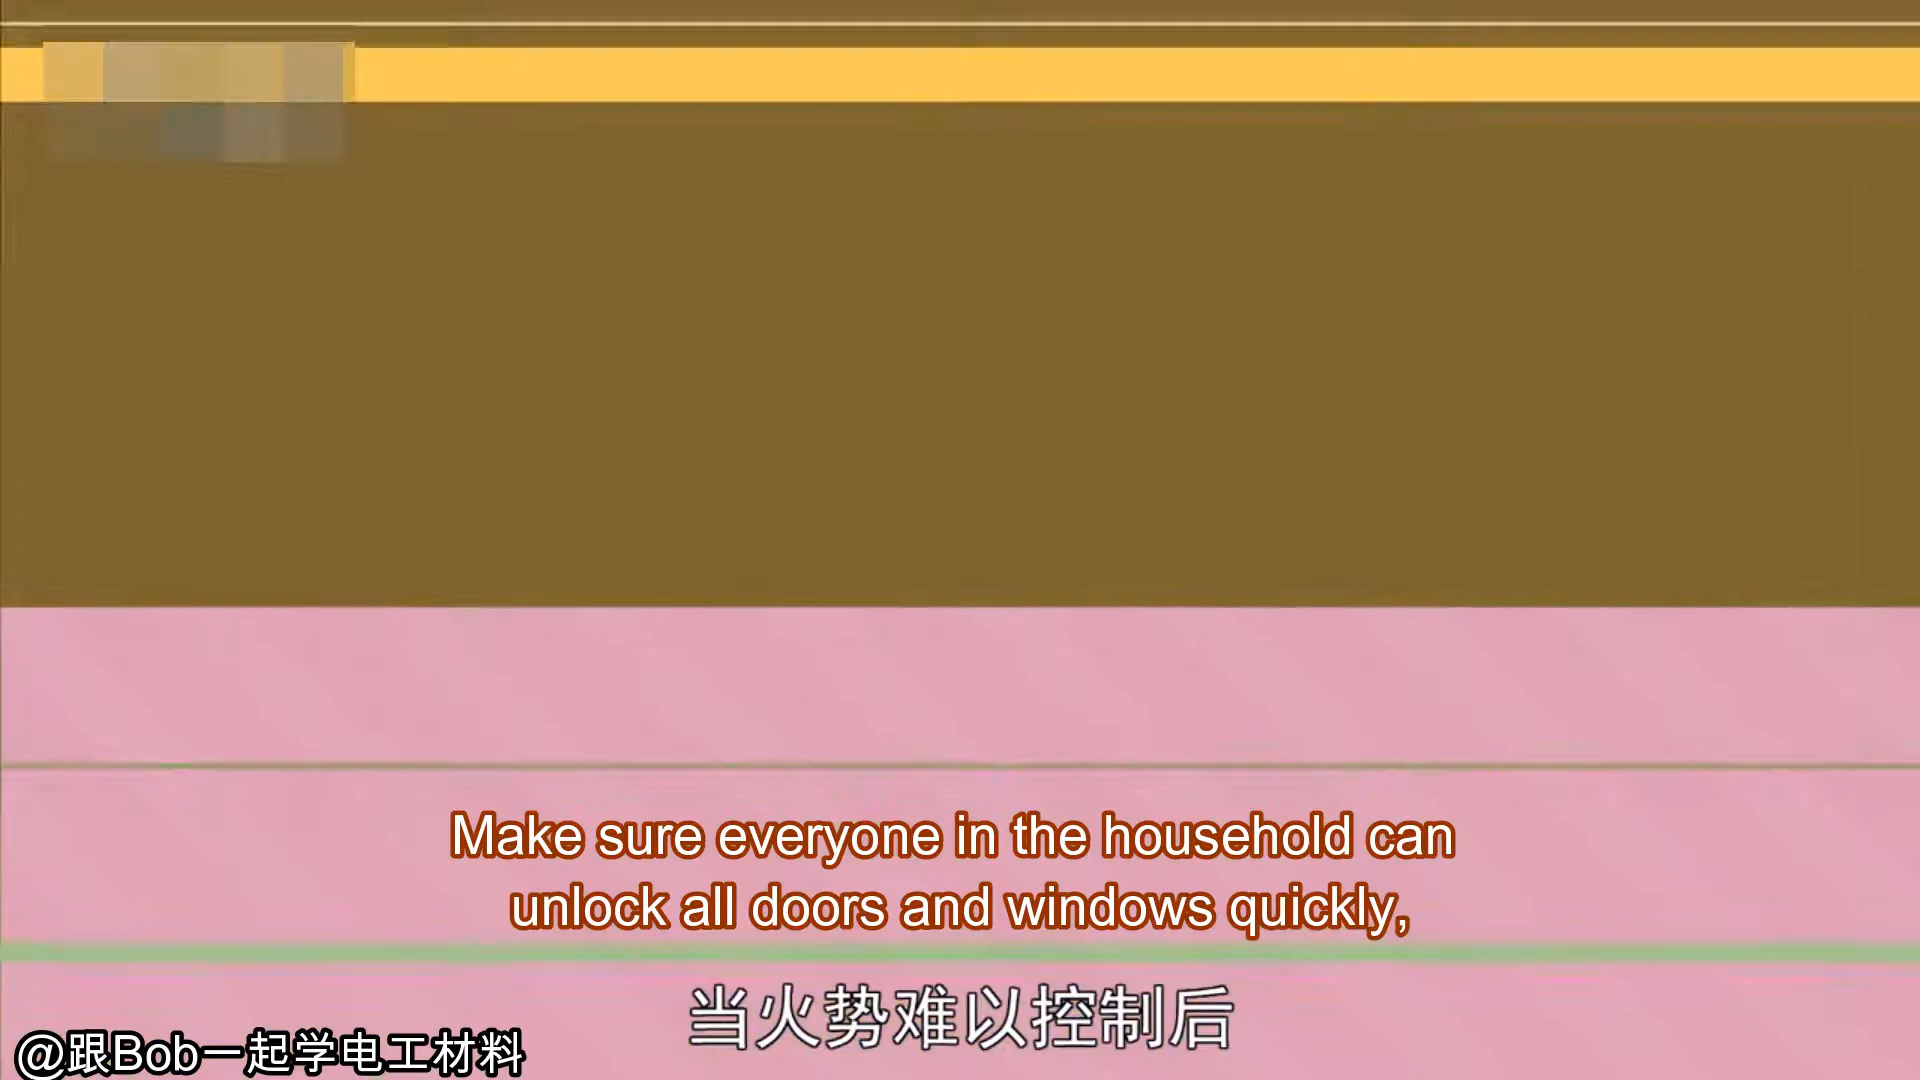 Make sure everyone in the household can
unlock all doors and windows quickly,
当火势难以控制后
@跟Bob一起学电工材料